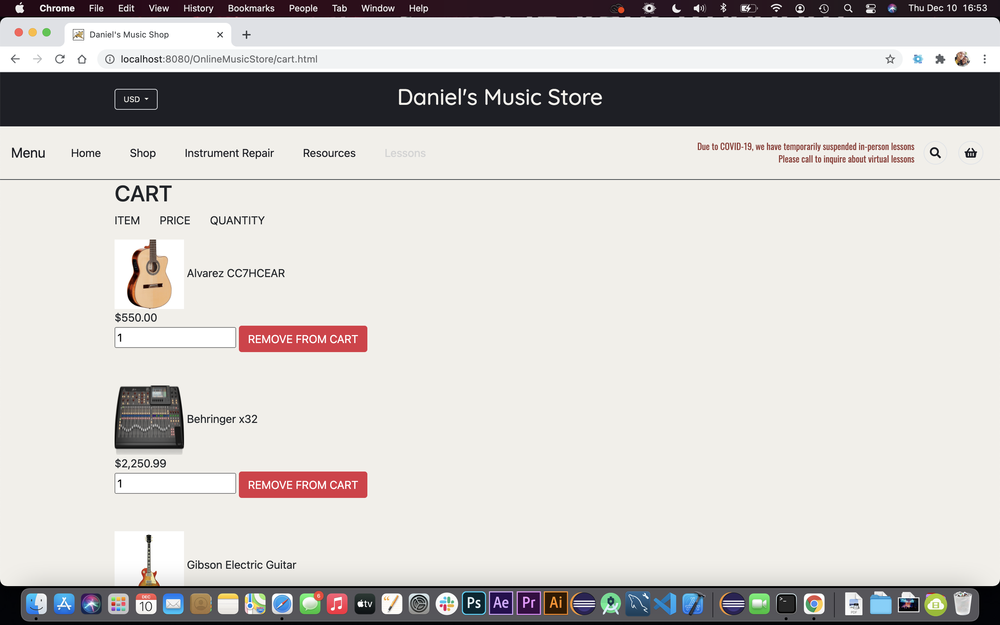 Chrome File Edit View History Bookmarks People Tab Window Help Thu Dec 10 16:53
Daniel's Music Shop
localhost:8080/OnlineMusicStore/cart.html
USD
Daniel's Music Store
Menu Home Shop Instrument Repair Resources Lessons
Due to COVID-19, we have temporarily suspended in-person lessons
Please call to inquire about virtual lessons
CART
ITEM PRICE QUANTITY
Alvarez CC7HCEAR
$550.00
1 REMOVE FROM CART
Behringer x32
$2,250.99
1 REMOVE FROM CART
Gibson Electric Guitar
DEC
10
280
6
tv
Ps Ae Pr Ai
>_
PDF